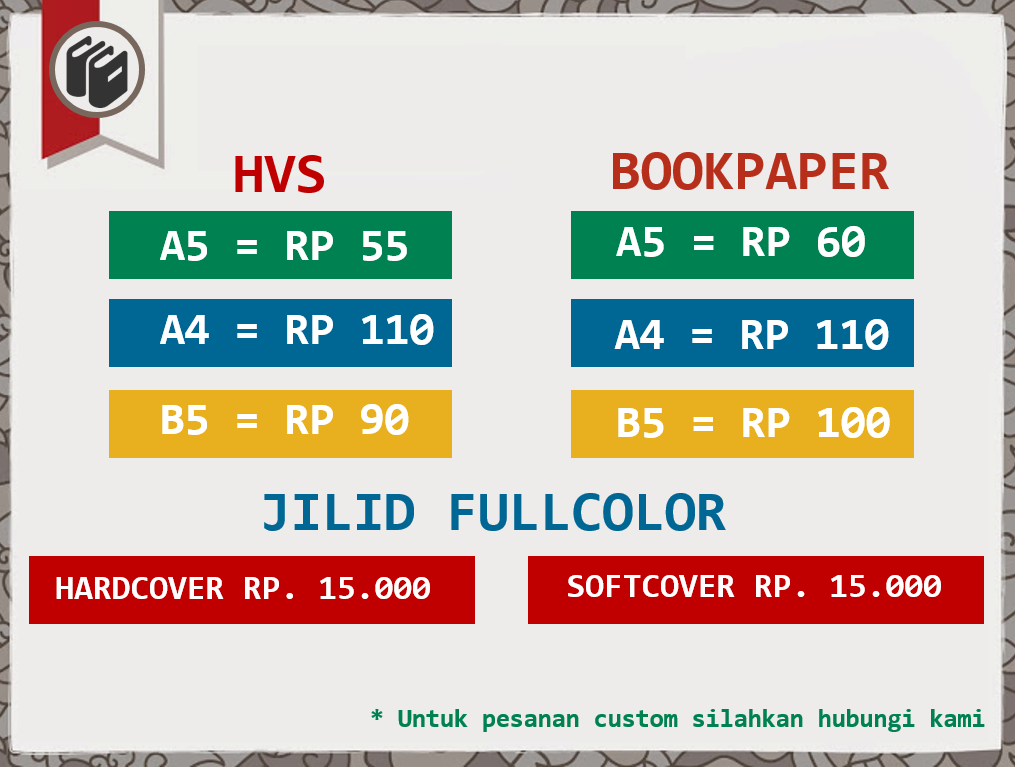 HVS
A5 = RP 55
A4 = RP 110
B5 = RP 90
BOOKPAPER
A5 = RP 60
A4 = RP 110
B5 = RP 100
JILID FULLCOLOR
HARDCOVER RP. 15.000
SOFTCOVER RP. 15.000
* Untuk pesanan custom silahkan hubungi kami